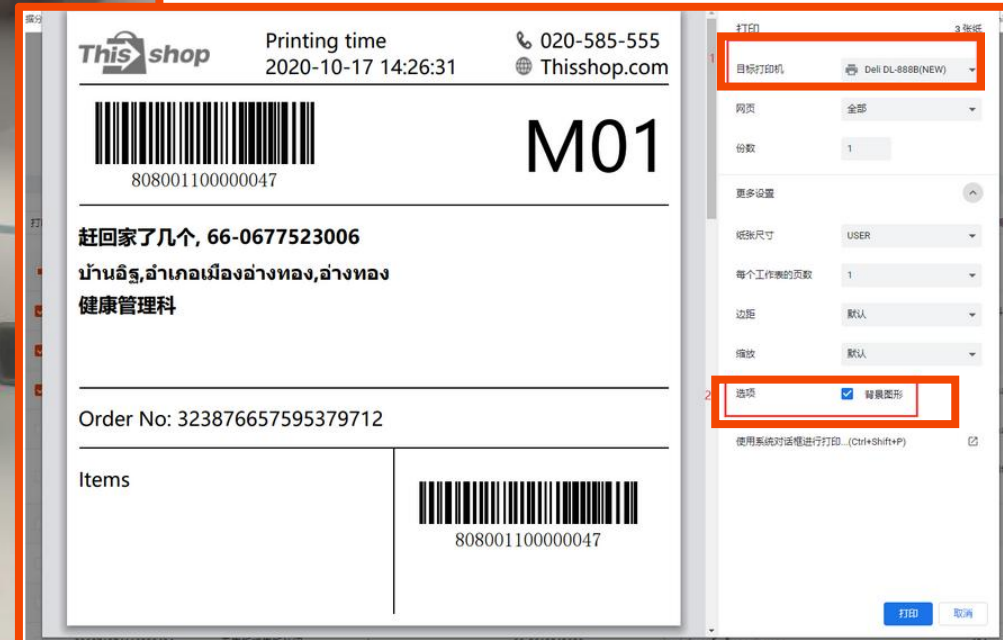 This shop
Printing time
2020-10-17 14:26:31
020-585-555
Thisshop.com
808001100000047
M01
赶回家了几个, 66-0677523006
บ้านอิฐ,อำเภอเมืองอ่างทอง,อ่างทอง
健康管理科
Order No: 323876657595379712
Items
808001100000047
打印
3 张纸
1
目标打印机
Deli DL-888B(NEW)
网页
全部
份数
1
更多设置
纸张尺寸
USER
每个工作表的页数
1
边距
默认
缩放
默认
2
选项
背景图形
使用系统对话框进行打印...(Ctrl+Shift+P)
打印
取消